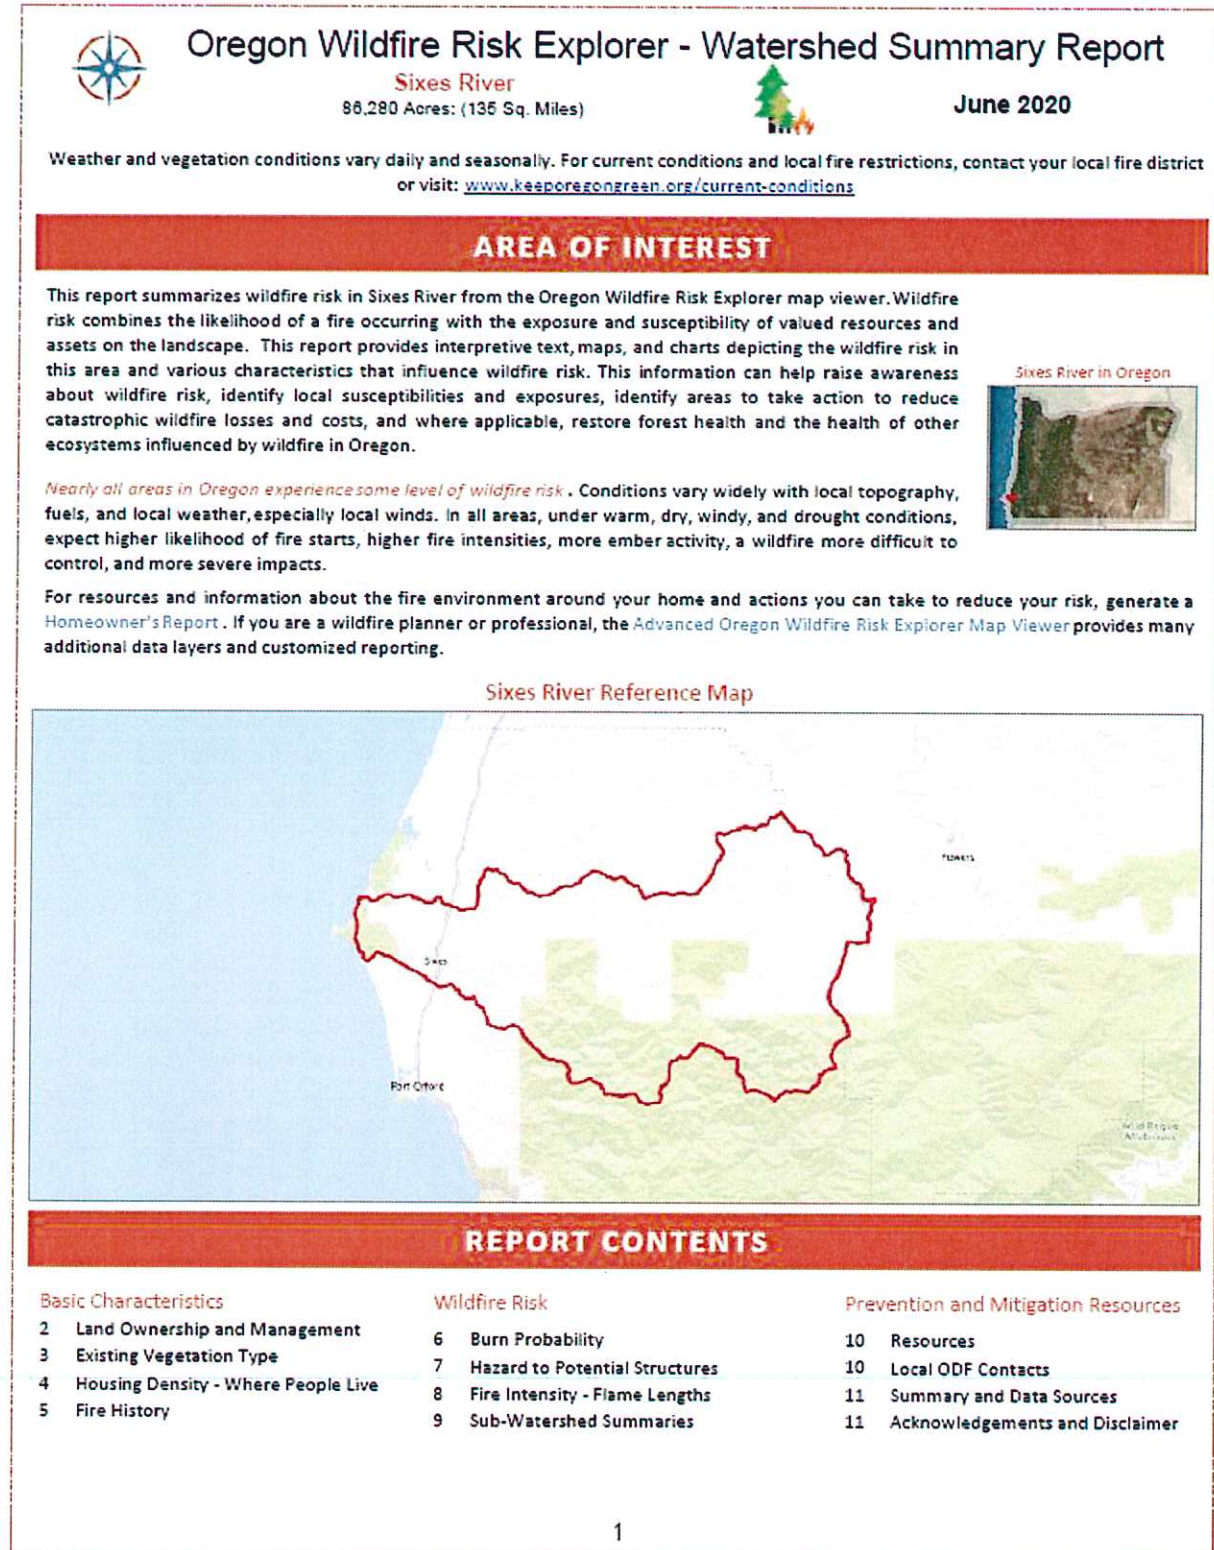 Oregon Wildfire Risk Explorer - Watershed Summary Report
Sixes River
86,280 Acres: (135 Sq. Miles)
June 2020
Weather and vegetation conditions vary daily and seasonally. For current conditions and local fire restrictions, contact your local fire district
or visit: www.keeporegongreen.org/current-conditions
AREA OF INTEREST
This report summarizes wildfire risk in Sixes River from the Oregon Wildfire Risk Explorer map viewer. Wildfire
risk combines the likelihood of a fire occurring with the exposure and susceptibility of valued resources and
assets on the landscape. This report provides interpretive text, maps, and charts depicting the wildfire risk in
this area and various characteristics that influence wildfire risk. This information can help raise awareness
about wildfire risk, identify local susceptibilities and exposures, identify areas to take action to reduce
catastrophic wildfire losses and costs, and where applicable, restore forest health and the health of other
ecosystems influenced by wildfire in Oregon.
Sixes River in Oregon
Nearly all areas in Oregon experience some level of wildfire risk . Conditions vary widely with local topography,
fuels, and local weather, especially local winds. In all areas, under warm, dry, windy, and drought conditions,
expect higher likelihood of fire starts, higher fire intensities, more ember activity, a wildfire more difficult to
control, and more severe impacts.
For resources and information about the fire environment around your home and actions you can take to reduce your risk, generate a
Homeowner's Report . If you are a wildfire planner or professional, the Advanced Oregon Wildfire Risk Explorer Map Viewer provides many
additional data layers and customized reporting.
Sixes River Reference Map
Powers
Sixes
Port Orford
Wild Rogue
Wilderness
REPORT CONTENTS
Basic Characteristics
2 Land Ownership and Management
3 Existing Vegetation Type
4 Housing Density - Where People Live
5 Fire History
Wildfire Risk
6 Burn Probability
7 Hazard to Potential Structures
8 Fire Intensity - Flame Lengths
9 Sub-Watershed Summaries
Prevention and Mitigation Resources
10 Resources
10 Local ODF Contacts
11 Summary and Data Sources
11 Acknowledgements and Disclaimer
1